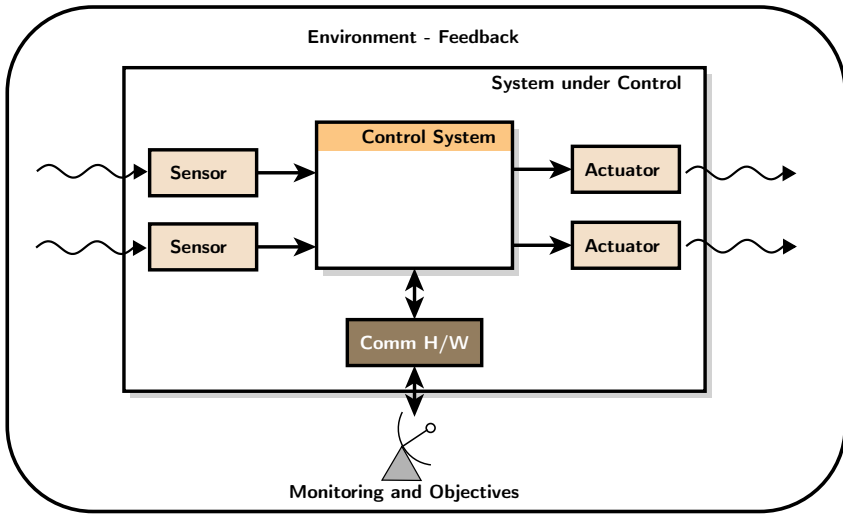 Environment - Feedback
System under Control
Control System
Sensor
Actuator
Sensor
Actuator
Comm H/W
Monitoring and Objectives